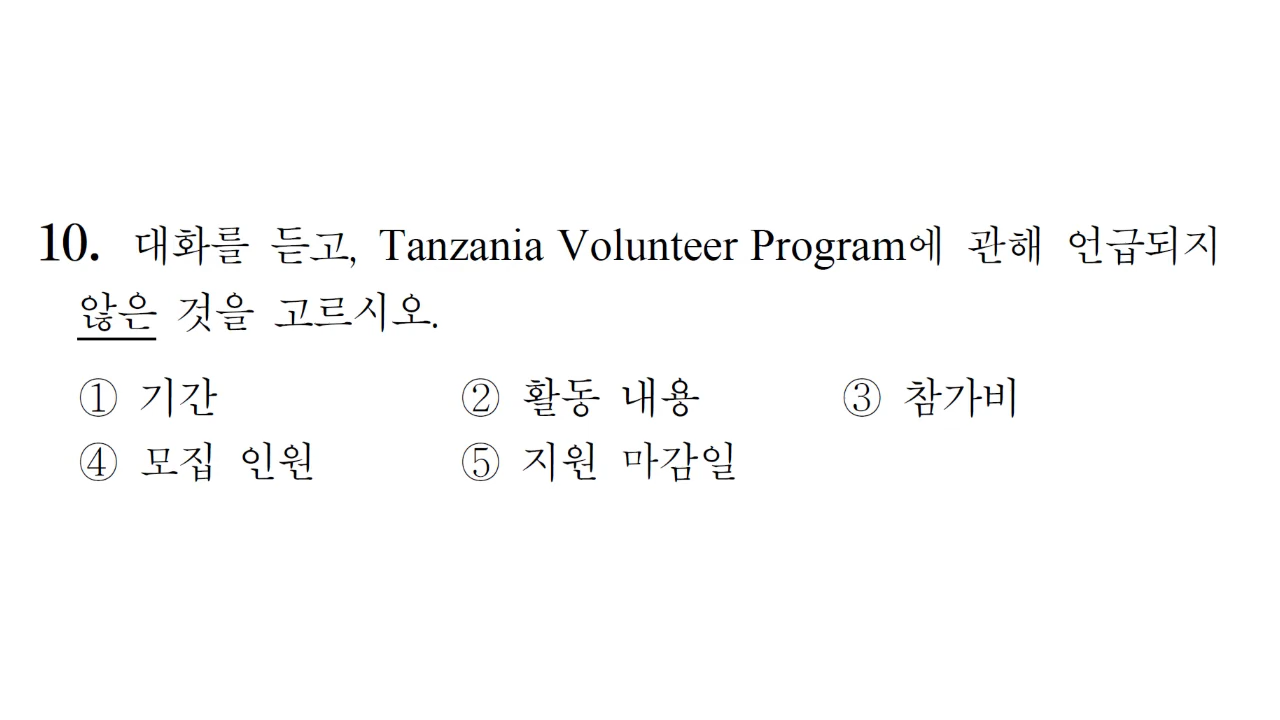 10. 대화를 듣고, Tanzania Volunteer Program에 관해 언급되지
않은 것을 고르시오.
① 기간 ② 활동 내용 ③ 참가비
④ 모집 인원 ⑤ 지원 마감일